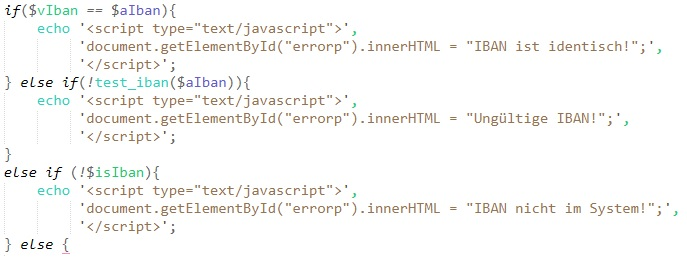 if($vIban == $aIban){
    echo '<script type="text/javascript">',
         'document.getElementById("errorp").innerHTML = "IBAN ist identisch!";',
         '</script>';
} else if(!test_iban($aIban)){
    echo '<script type="text/javascript">',
         'document.getElementById("errorp").innerHTML = "Ungültige IBAN!";',
         '</script>';
}
else if (!$isIban){
    echo '<script type="text/javascript">',
         'document.getElementById("errorp").innerHTML = "IBAN nicht im System!";',
         '</script>';
} else {